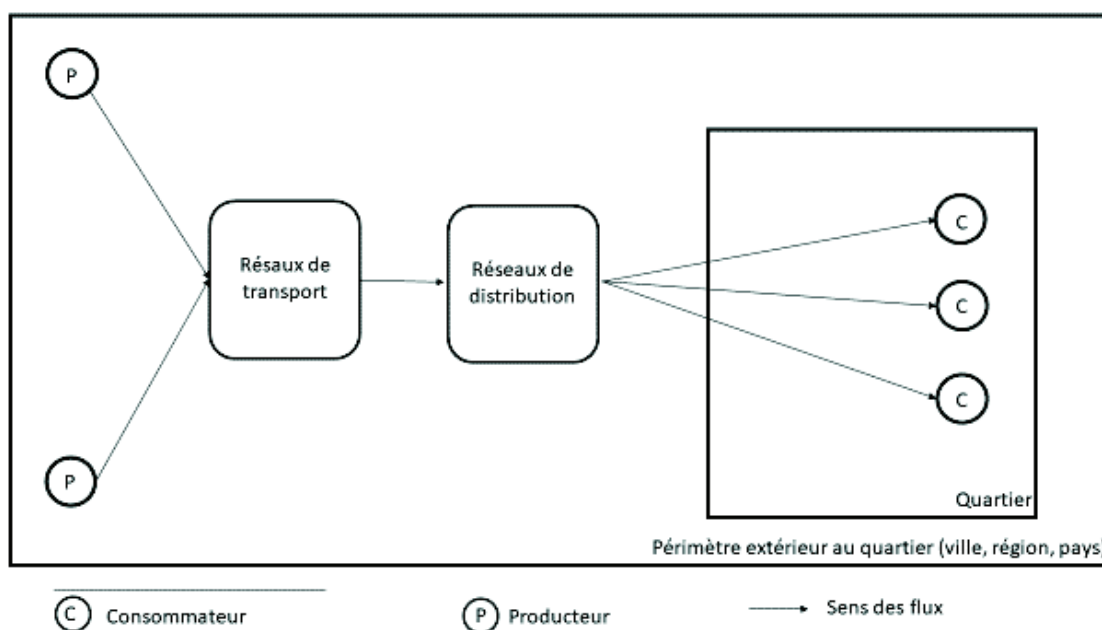 P
Résaux de
transport
Réseaux de
distribution
C
C
C
P
Quartier
Périmètre extérieur au quartier (ville, région, pays)
C Consommateur
P Producteur
Sens des flux